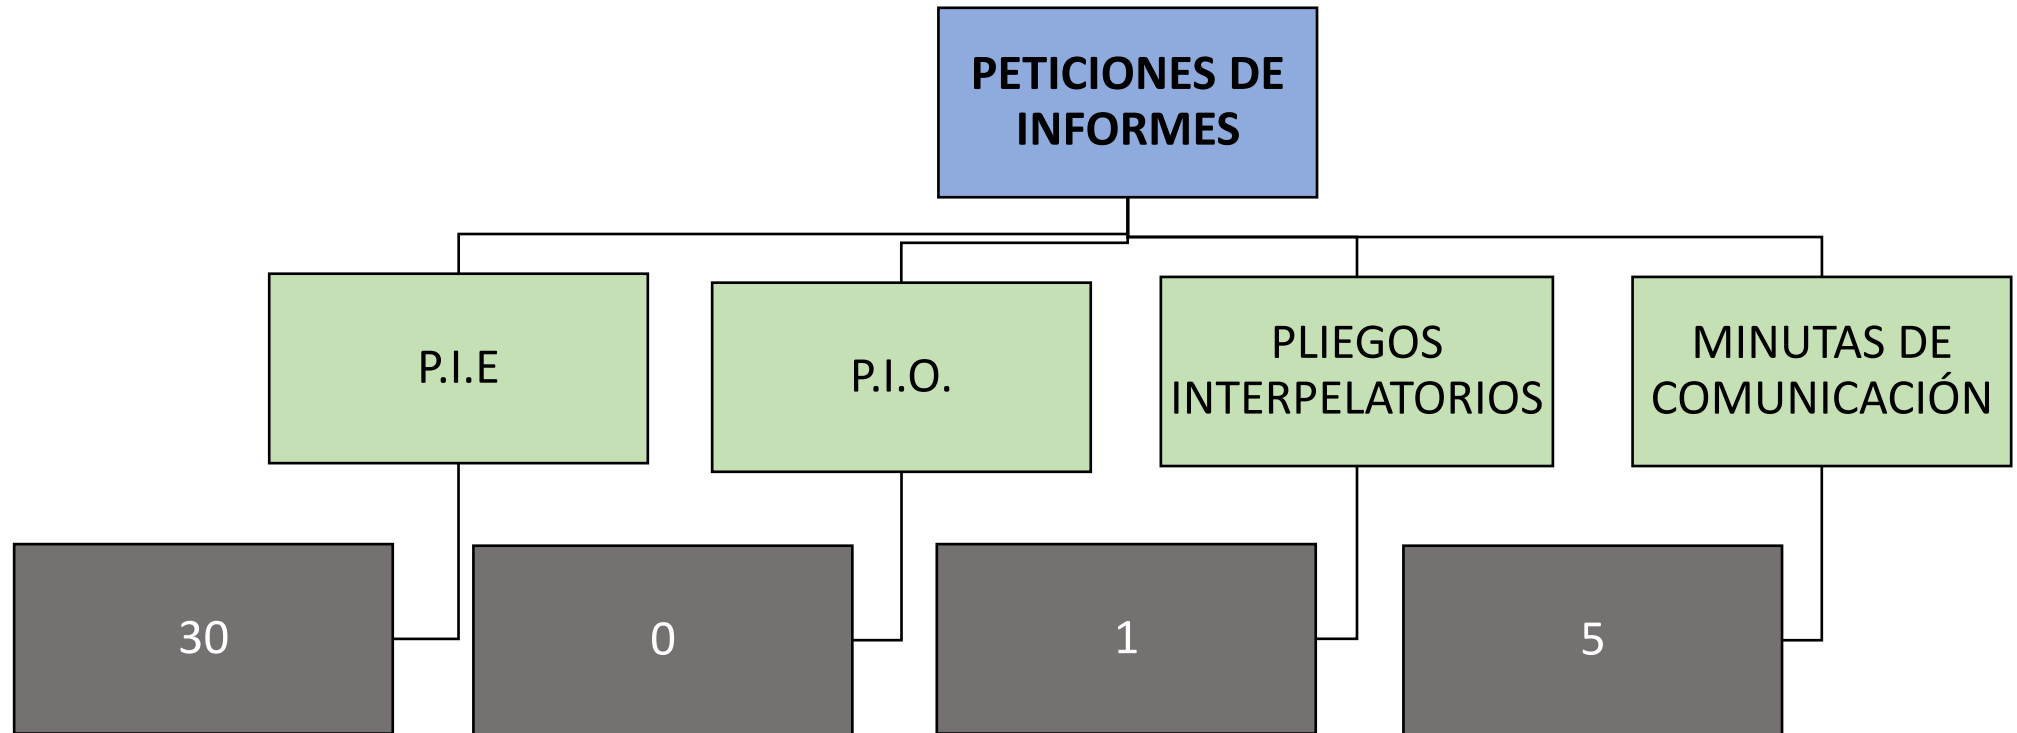 PETICIONES DE
INFORMES
P.I.E
P.I.O.
PLIEGOS
INTERPELATORIOS
MINUTAS DE
COMUNICACIÓN
30
0
1
5